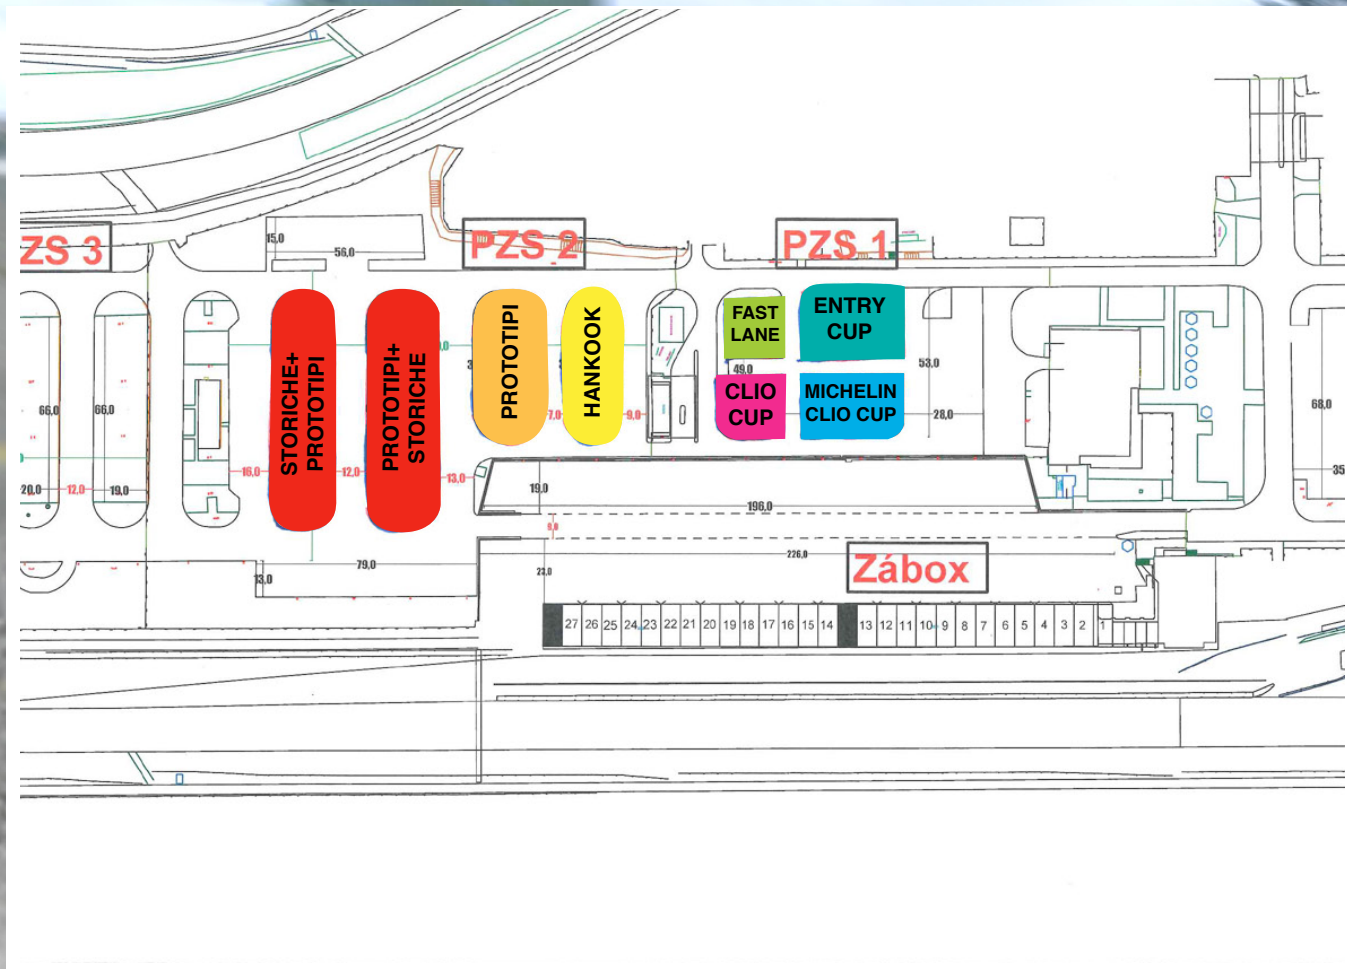 ZS 3
PZS 2
PZS 1
15,0
56,0
STORICHE+
PROTOTIPI
PROTOTIPI+
STORICHE
PROTOTIPI
HANKOOK
FAST
LANE
ENTRY
CUP
CLIO
CUP
MICHELIN
CLIO CUP
49,0
53,0
28,0
66,0
66,0
68,0
7,0
9,0
16,0
12,0
13,0
20,0
12,0
19,0
19,0
196,0
35
226,0
79,0
13,0
23,0
Zábox
27 26 25 24 23 22 21 20 19 18 17 16 15 14 13 12 11 10 9 8 7 6 5 4 3 2 1